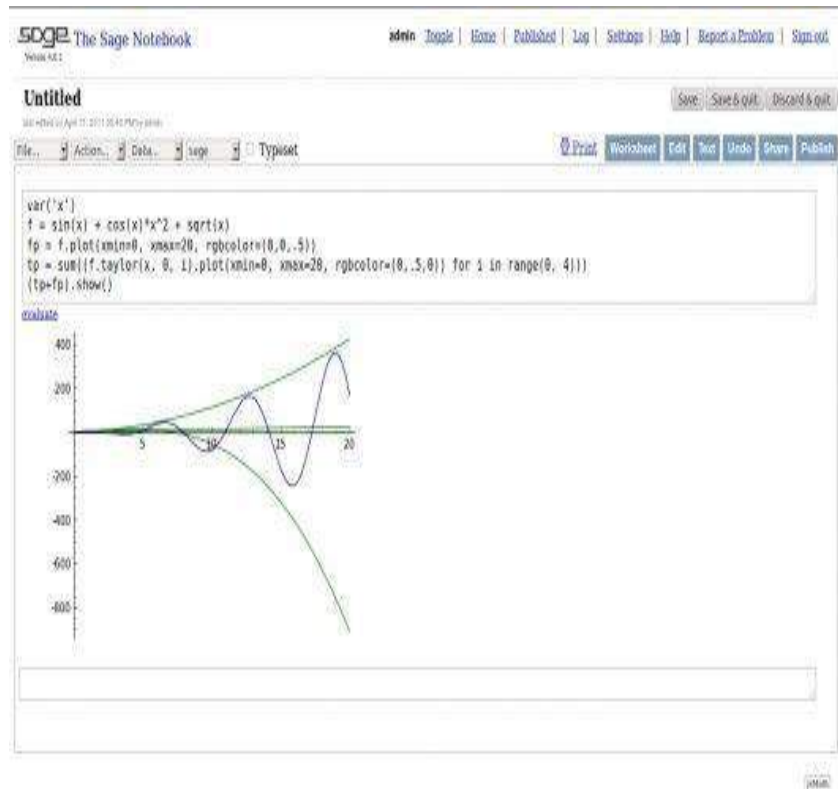 sage The Sage Notebook
admin Toggle | Home | Published | Log | Settings | Help | Report a Problem | Sign out
Untitled
Save Save & quit Discard & quit
File... Action... Data... sage Typeset
Print Worksheet Edit Text Undo Share Publish
var('x')
f = sin(x) + cos(x)*x^2 + sqrt(x)
fp = f.plot(xmin=0, xmax=20, rgbcolor=(0,0,.5))
tp = sum((f.taylor(x, 0, i).plot(xmin=0, xmax=20, rgbcolor=(0,.5,0)) for i in range(0, 4)))
(tp+fp).show()
evaluate
400
200
5 10 15 20
-200
-400
-600
-800
jsMath